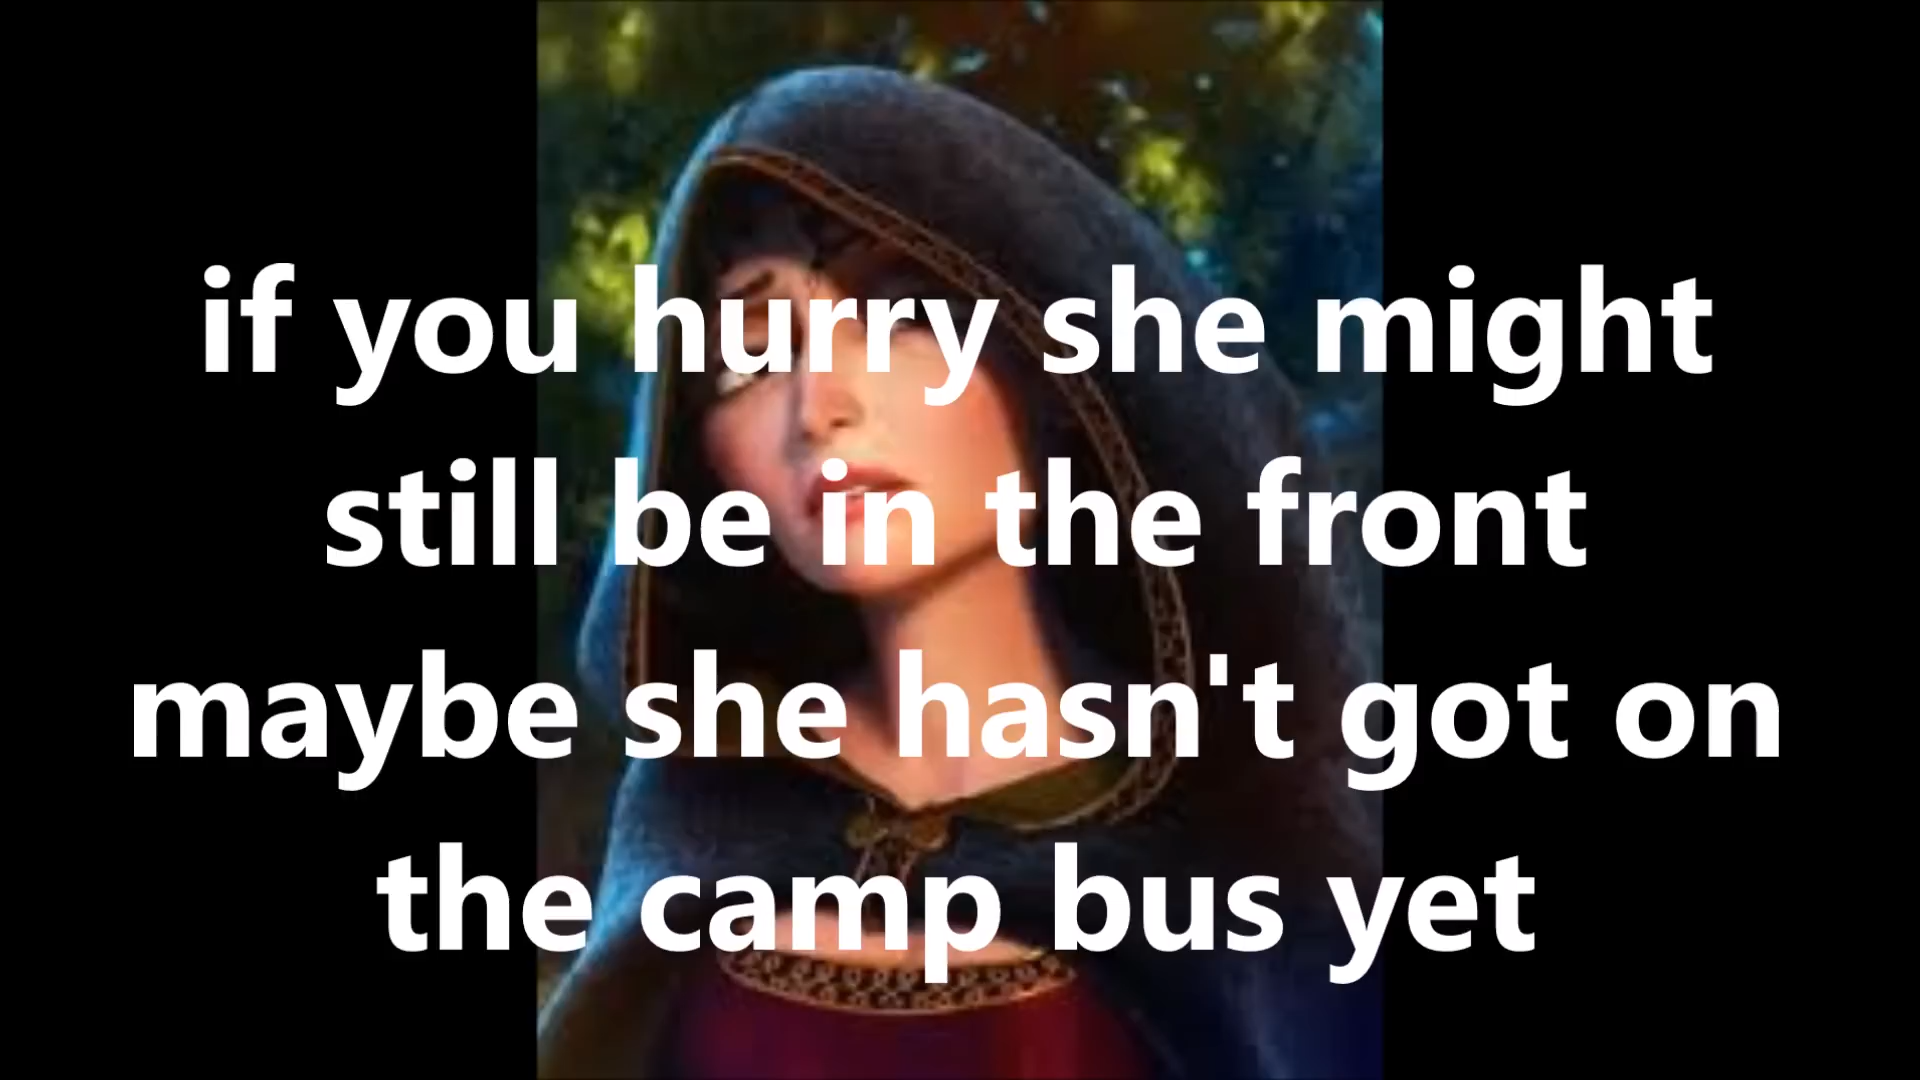 if you hurry she might
still be in the front
maybe she hasn't got on
the camp bus yet